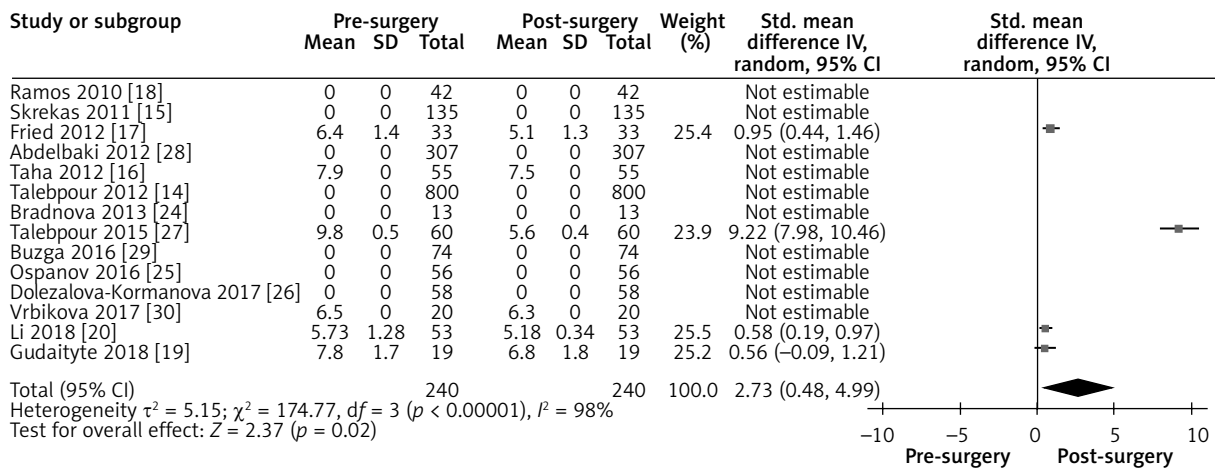 Study or subgroup Pre-surgery Post-surgery Weight Std. mean Std. mean
Mean SD Total Mean SD Total (%) difference IV, difference IV,
random, 95% CI random, 95% CI
Ramos 2010 [18] 0 0 42 0 0 42 Not estimable
Skrekas 2011 [15] 0 0 135 0 0 135 Not estimable
Fried 2012 [17] 6.4 1.4 33 5.1 1.3 33 25.4 0.95 (0.44, 1.46)
Abdelbaki 2012 [28] 0 0 307 0 0 307 Not estimable
Taha 2012 [16] 7.9 0 55 7.5 0 55 Not estimable
Talebpour 2012 [14] 0 0 800 0 0 800 Not estimable
Bradnova 2013 [24] 0 0 13 0 0 13 Not estimable
Talebpour 2015 [27] 9.8 0.5 60 5.6 0.4 60 23.9 9.22 (7.98, 10.46)
Buzga 2016 [29] 0 0 74 0 0 74 Not estimable
Ospanov 2016 [25] 0 0 56 0 0 56 Not estimable
Dolezalova-Kormanova 2017 [26] 0 0 58 0 0 58 Not estimable
Vrbikova 2017 [30] 6.5 0 20 6.3 0 20 Not estimable
Li 2018 [20] 5.73 1.28 53 5.18 0.34 53 25.5 0.58 (0.19, 0.97)
Gudaityte 2018 [19] 7.8 1.7 19 6.8 1.8 19 25.2 0.56 (–0.09, 1.21)
Total (95% CI) 240 240 100.0 2.73 (0.48, 4.99)
Heterogeneity τ² = 5.15; χ² = 174.77, df = 3 (p < 0.00001), I² = 98%
Test for overall effect: Z = 2.37 (p = 0.02)
–10 –5 0 5 10
Pre-surgery Post-surgery